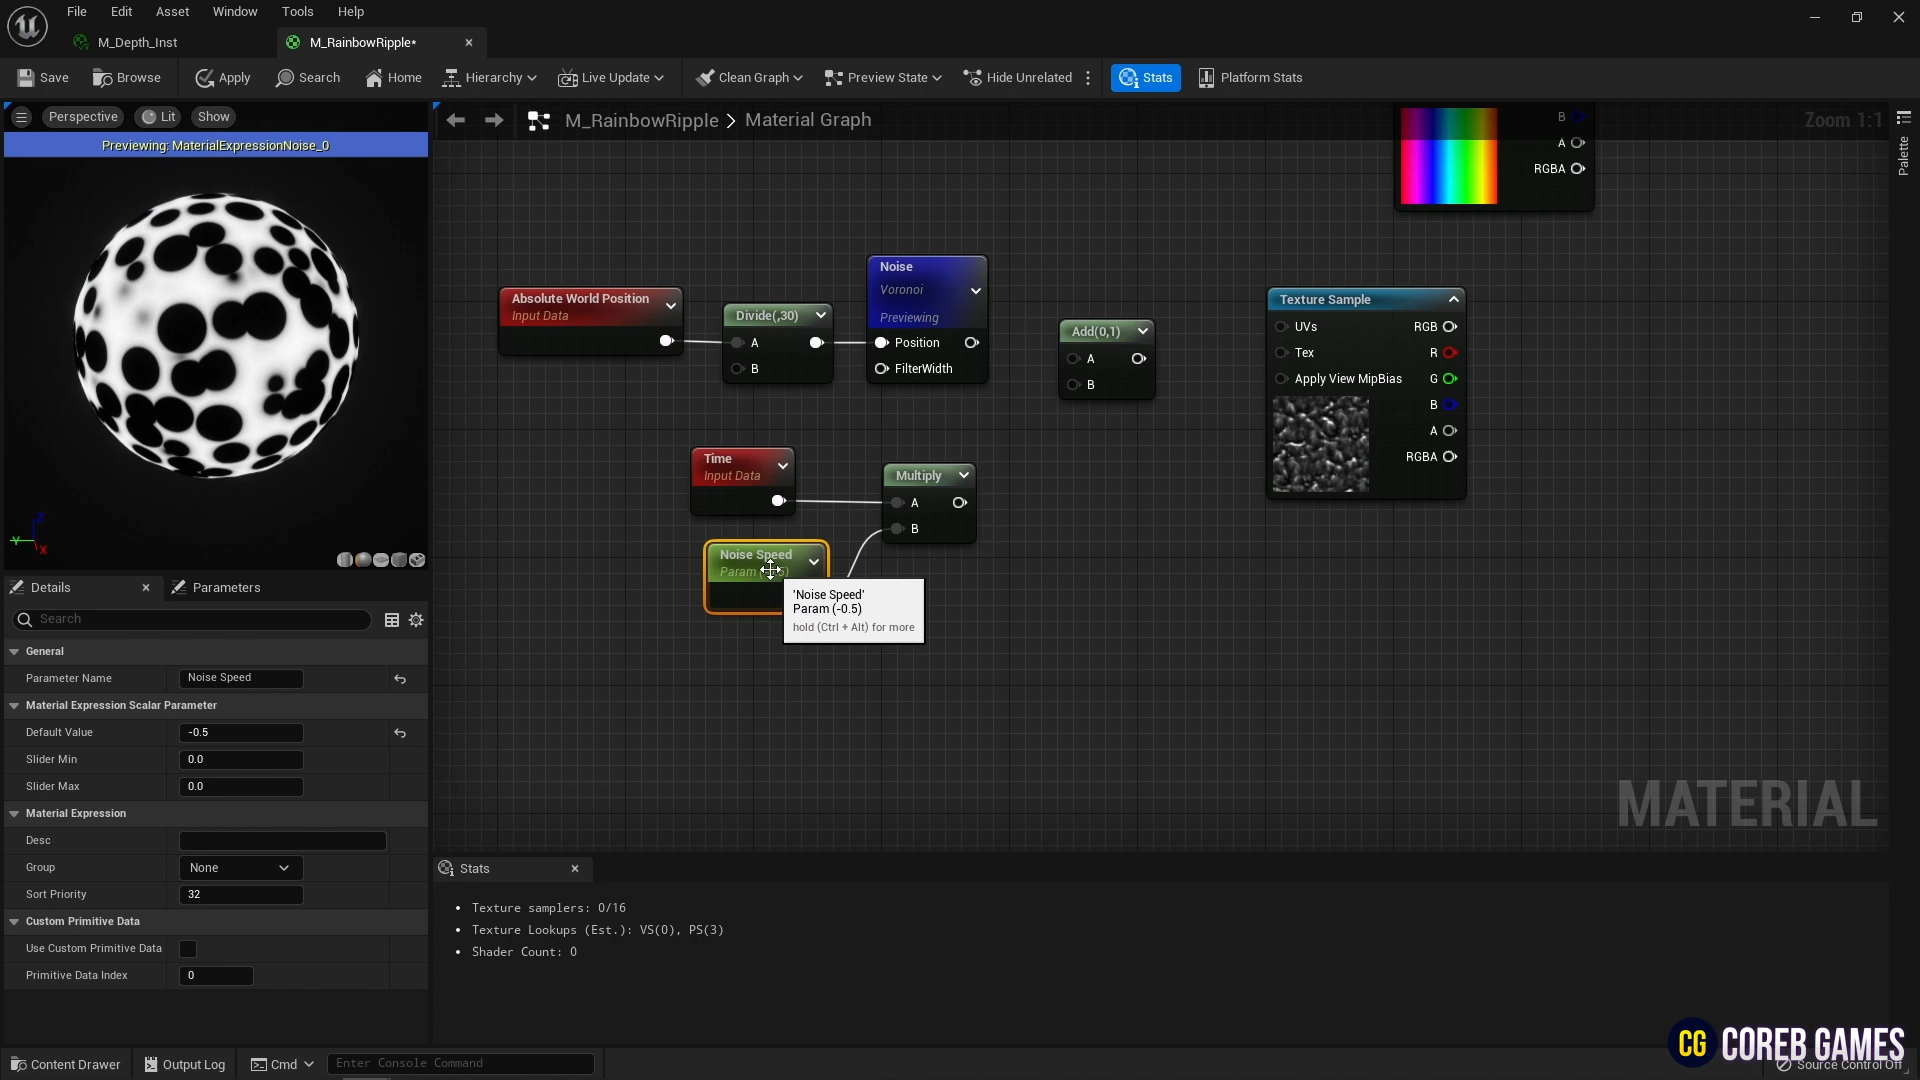 File Edit Asset Window Tools Help
M_Depth_Inst
M_RainbowRipple*
Save Browse Apply Search Home Hierarchy Live Update Clean Graph Preview State Hide Unrelated Stats Platform Stats
Perspective Lit Show
Previewing: MaterialExpressionNoise_0
M_RainbowRipple > Material Graph
Zoom 1:1
Palette
B
A
RGBA
Absolute World Position
Input Data
Divide(,30)
A
B
Noise
Voronoi
Previewing
Position
FilterWidth
Add(0,1)
A
B
Texture Sample
UVs RGB
Tex R
Apply View MipBias G
B
A
RGBA
Time
Input Data
Multiply
A
B
Noise Speed
'Noise Speed'
Param (-0.5)
hold (Ctrl + Alt) for more
MATERIAL
Z
Y
X
Details Parameters
Search
General
Parameter Name Noise Speed
Material Expression Scalar Parameter
Default Value -0.5
Slider Min 0.0
Slider Max 0.0
Material Expression
Desc
Group None
Sort Priority 32
Custom Primitive Data
Use Custom Primitive Data
Primitive Data Index 0
Stats
• Texture samplers: 0/16
• Texture Lookups (Est.): VS(0), PS(3)
• Shader Count: 0
CG COREB GAMES
Content Drawer Output Log Cmd Enter Console Command Source Control Off